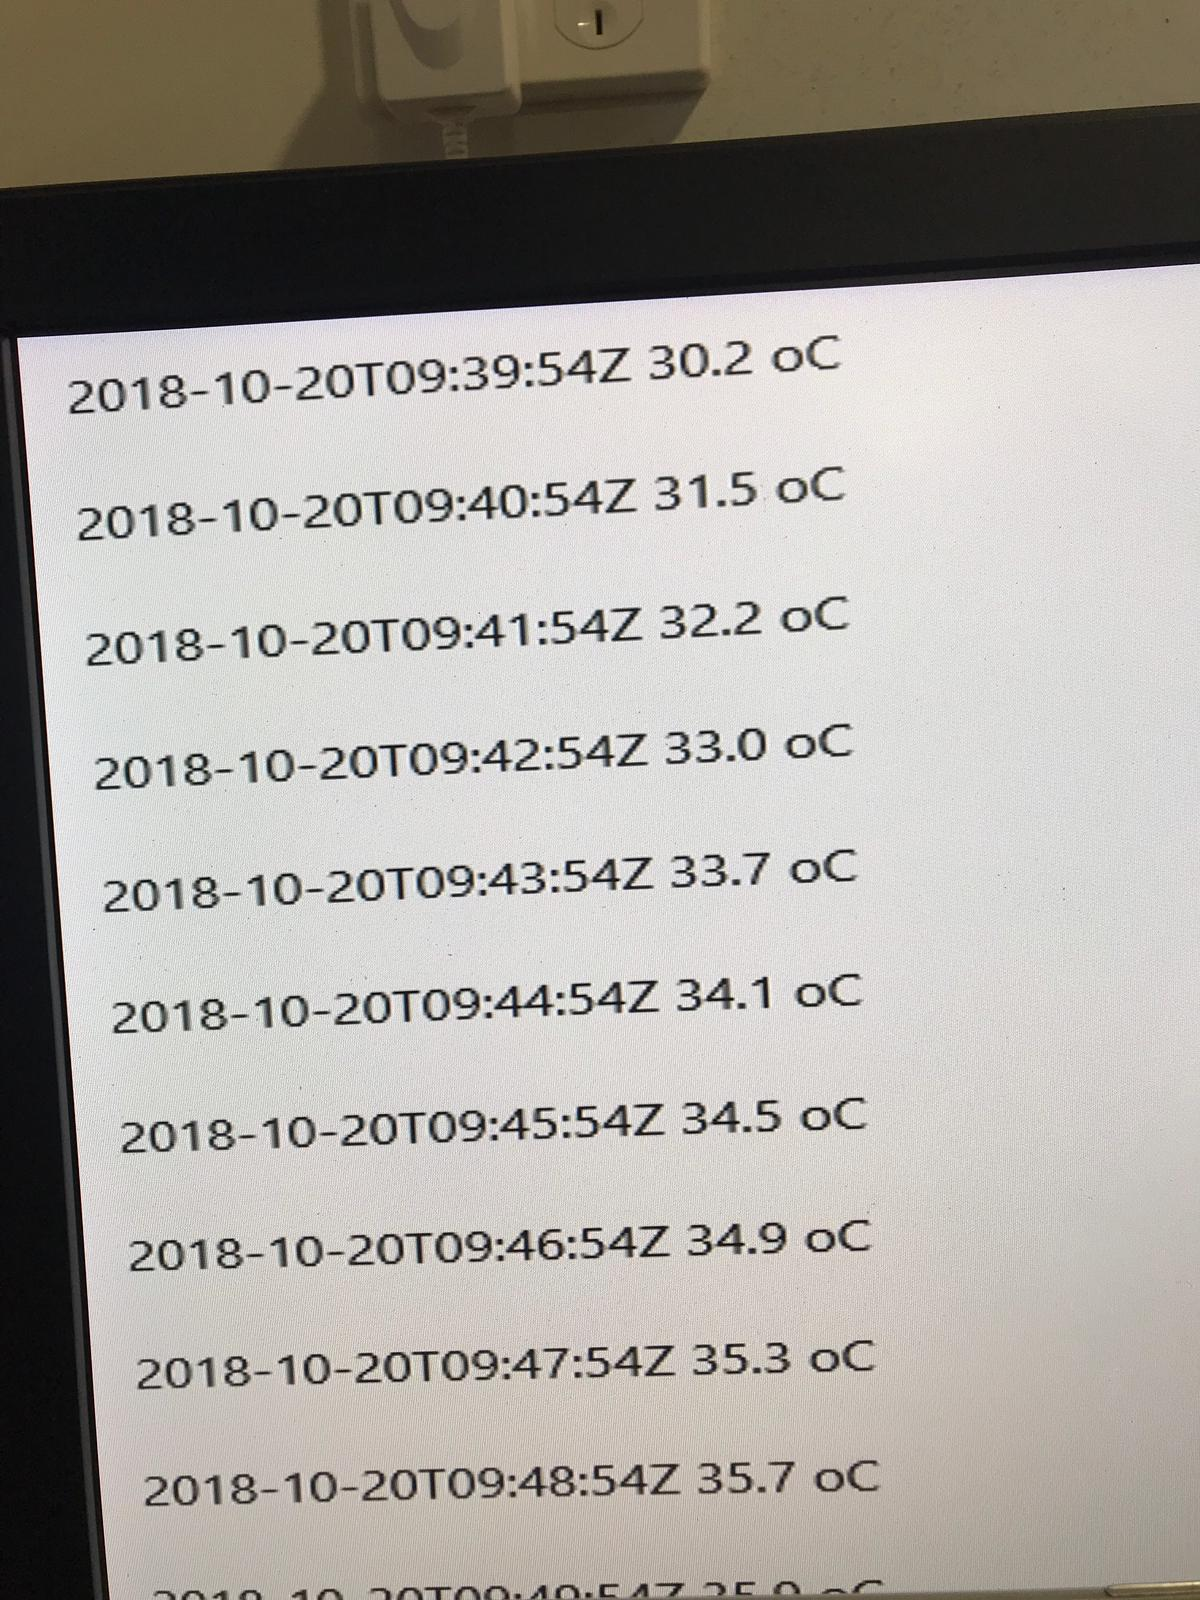 2018-10-20T09:39:54Z 30.2 oC
2018-10-20T09:40:54Z 31.5 oC
2018-10-20T09:41:54Z 32.2 oC
2018-10-20T09:42:54Z 33.0 oC
2018-10-20T09:43:54Z 33.7 oC
2018-10-20T09:44:54Z 34.1 oC
2018-10-20T09:45:54Z 34.5 oC
2018-10-20T09:46:54Z 34.9 oC
2018-10-20T09:47:54Z 35.3 oC
2018-10-20T09:48:54Z 35.7 oC